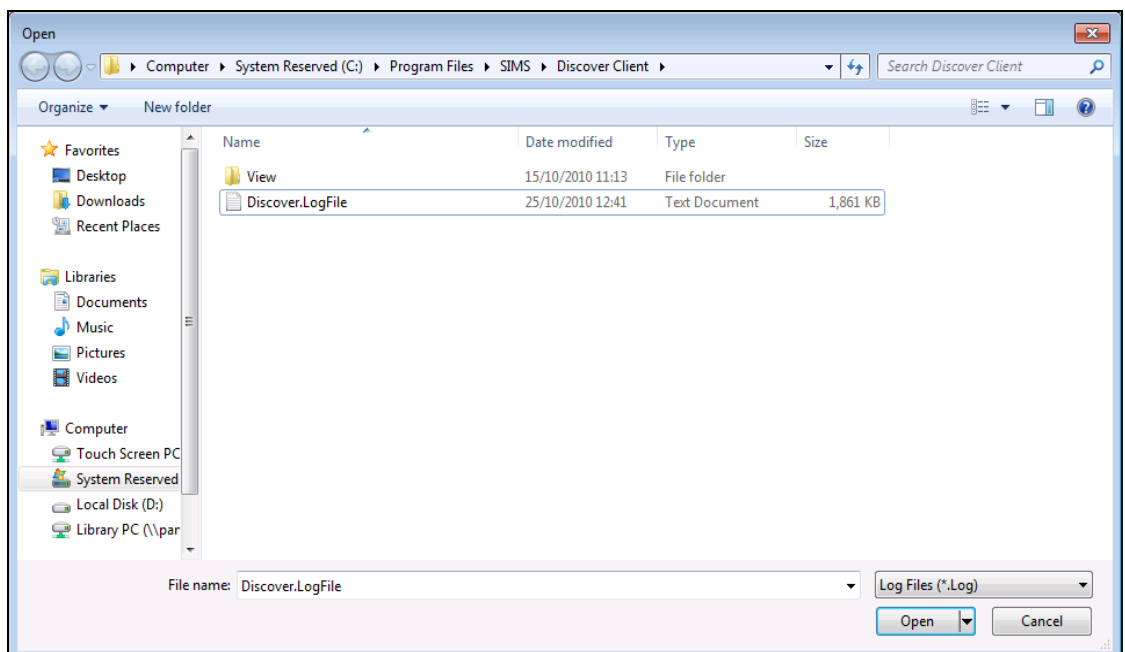 Open
Computer System Reserved (C:) Program Files SIMS Discover Client Search Discover Client
Organize New folder
Name Date modified Type Size
View 15/10/2010 11:13 File folder
Discover.LogFile 25/10/2010 12:41 Text Document 1,861 KB
Favorites
Desktop
Downloads
Recent Places
Libraries
Documents
Music
Pictures
Videos
Computer
Touch Screen PC
System Reserved
Local Disk (D:)
Library PC (\\par
File name: Discover.LogFile Log Files (*.Log)
Open Cancel